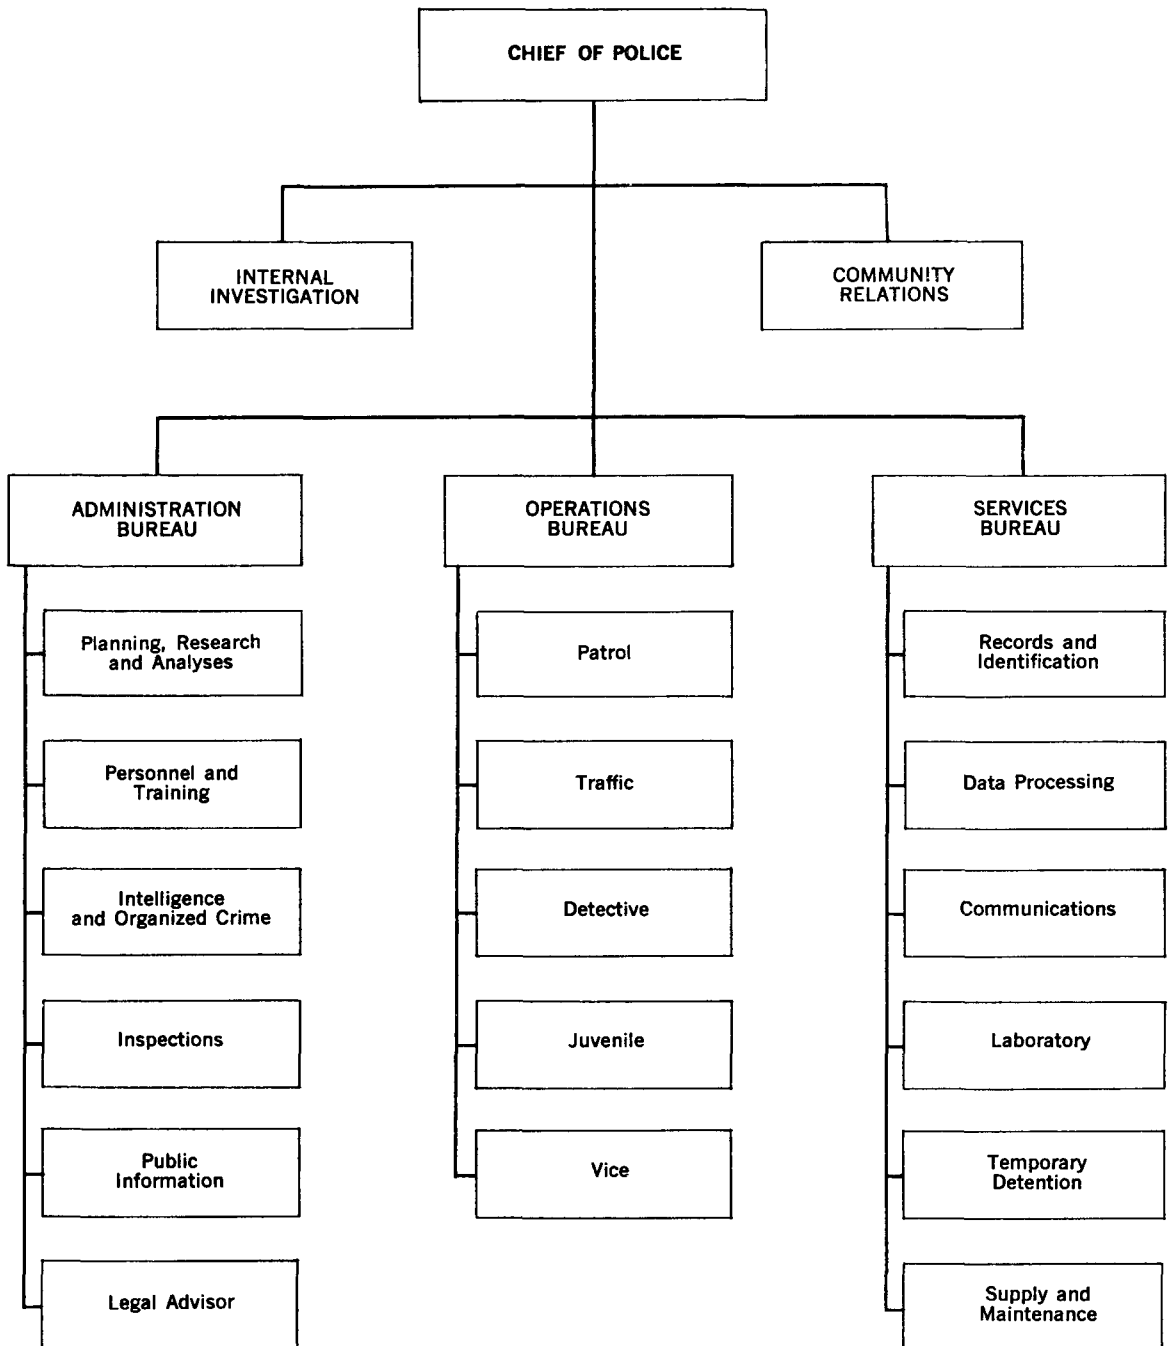 CHIEF OF POLICE
INTERNAL
INVESTIGATION
COMMUNITY
RELATIONS
ADMINISTRATION
BUREAU
OPERATIONS
BUREAU
SERVICES
BUREAU
Planning, Research
and Analyses
Personnel and
Training
Intelligence
and Organized Crime
Inspections
Public
Information
Legal Advisor
Patrol
Traffic
Detective
Juvenile
Vice
Records and
Identification
Data Processing
Communications
Laboratory
Temporary
Detention
Supply and
Maintenance